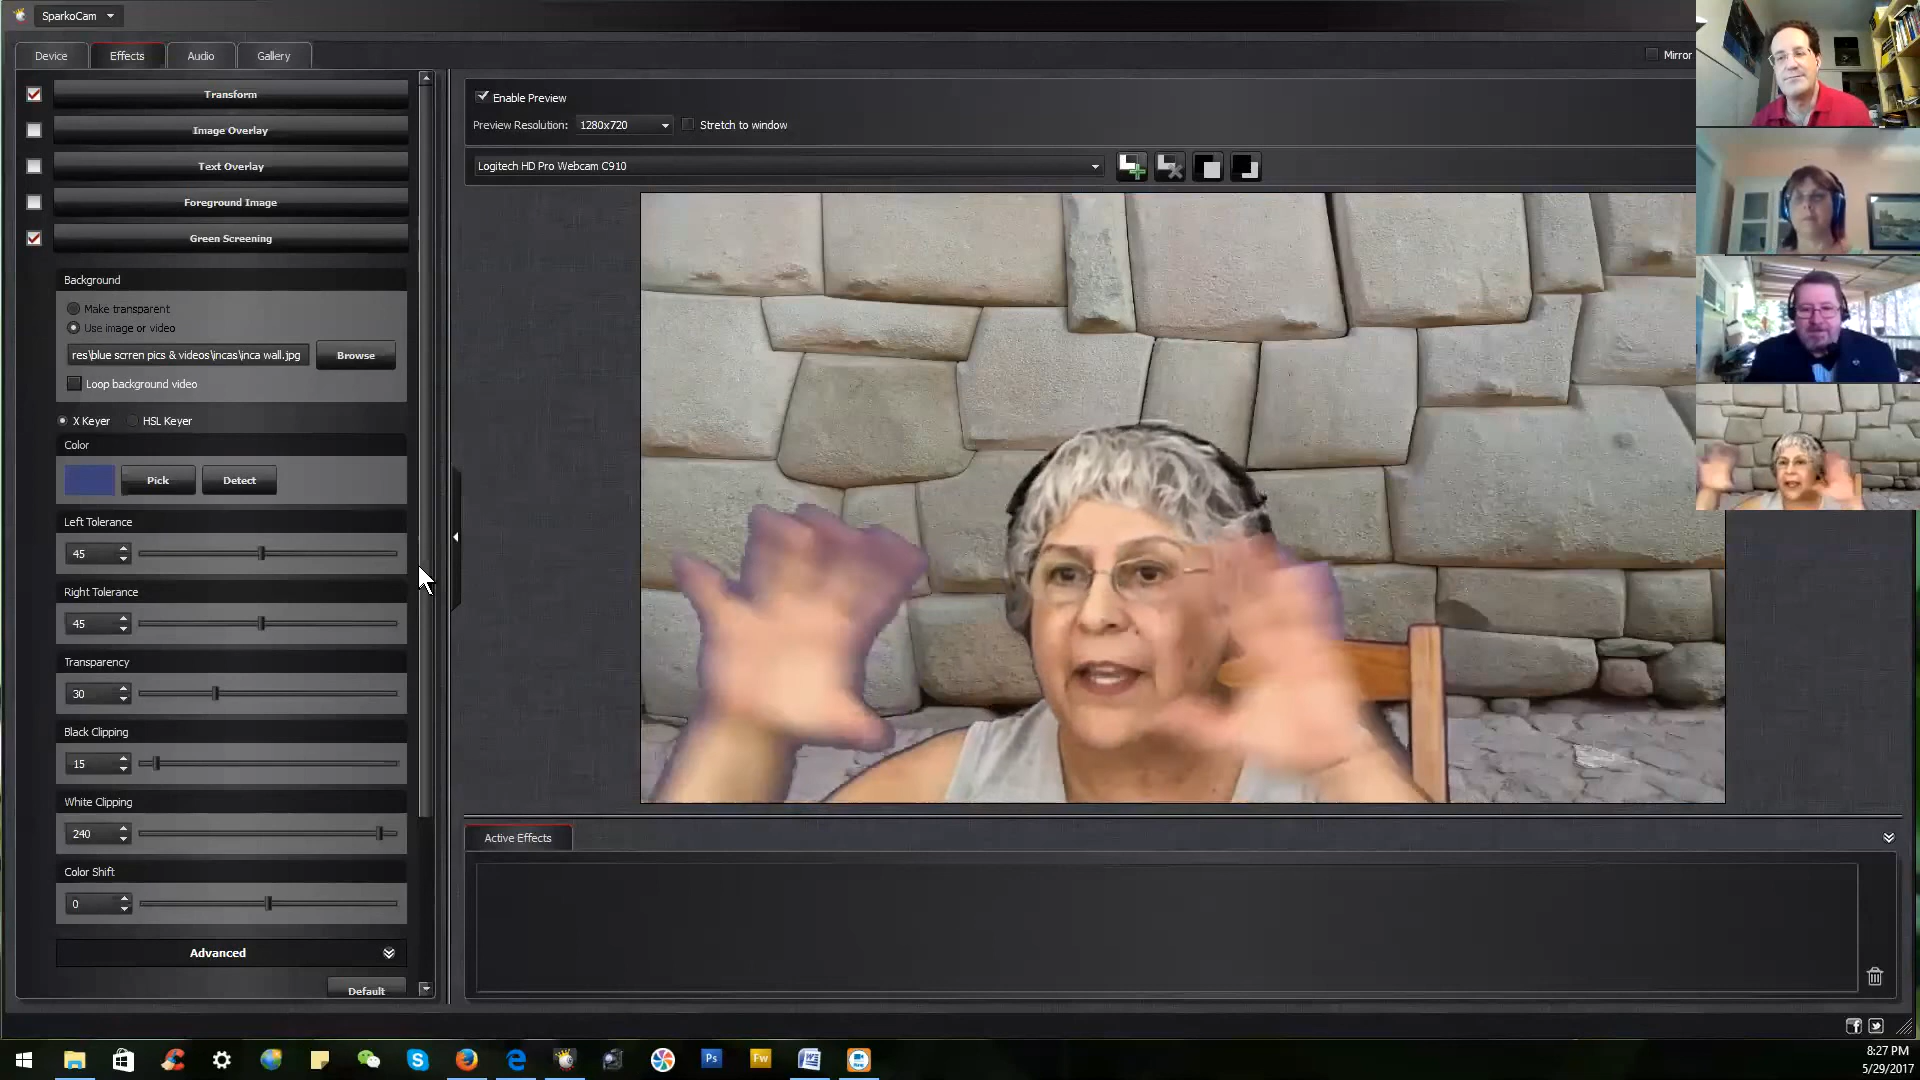 SparkoCam
Device
Effects
Audio
Gallery
Mirror
Transform
Image Overlay
Text Overlay
Foreground Image
Green Screening
Background
Make transparent
Use image or video
res\blue scrren pics & videos\incas\inca wall.jpg
Browse
Loop background video
X Keyer
HSL Keyer
Color
Pick
Detect
Left Tolerance
45
Right Tolerance
45
Transparency
30
Black Clipping
15
White Clipping
240
Color Shift
0
Advanced
Default
Enable Preview
Preview Resolution: 1280x720
Stretch to window
Logitech HD Pro Webcam C910
Active Effects
Ps
Fw
8:27 PM
5/29/2017